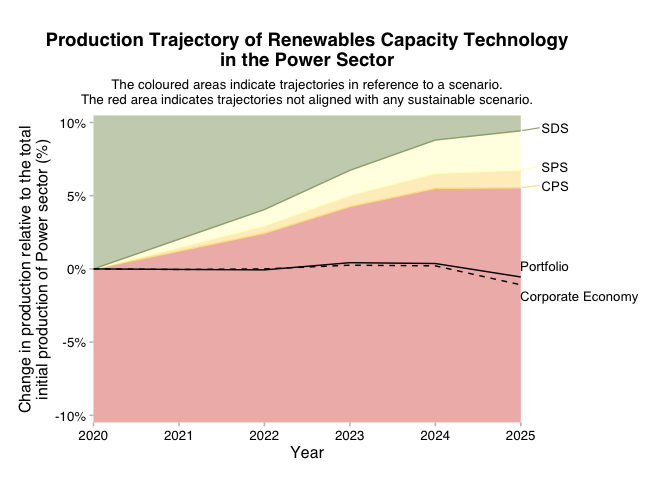 Production Trajectory of Renewables Capacity Technology
in the Power Sector
The coloured areas indicate trajectories in reference to a scenario.
The red area indicates trajectories not aligned with any sustainable scenario.
Change in production relative to the total
initial production of Power sector (%)
10%
5%
0%
-5%
-10%
SDS
SPS
CPS
Portfolio
Corporate Economy
2020 2021 2022 2023 2024 2025
Year